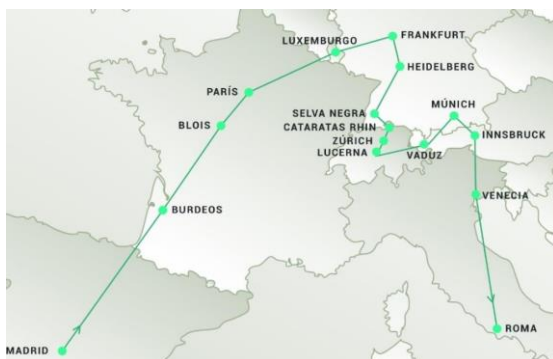 LUXEMBURGO
FRANKFURT
HEIDELBERG
PARÍS
MÚNICH
SELVA NEGRA
BLOIS
CATARATAS RHIN
INNSBRUCK
ZÚRICH
LUCERNA
VADUZ
VENECIA
BURDEOS
ROMA
MADRID